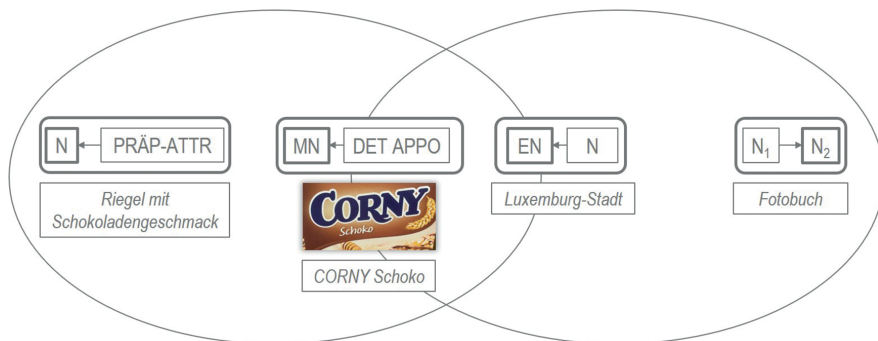 N PRÄP-ATTR
MN DET APPO
EN N
N₁ N₂
Riegel mit
Schokoladengeschmack
CORNY
Schoko
CORNY Schoko
Luxemburg-Stadt
Fotobuch